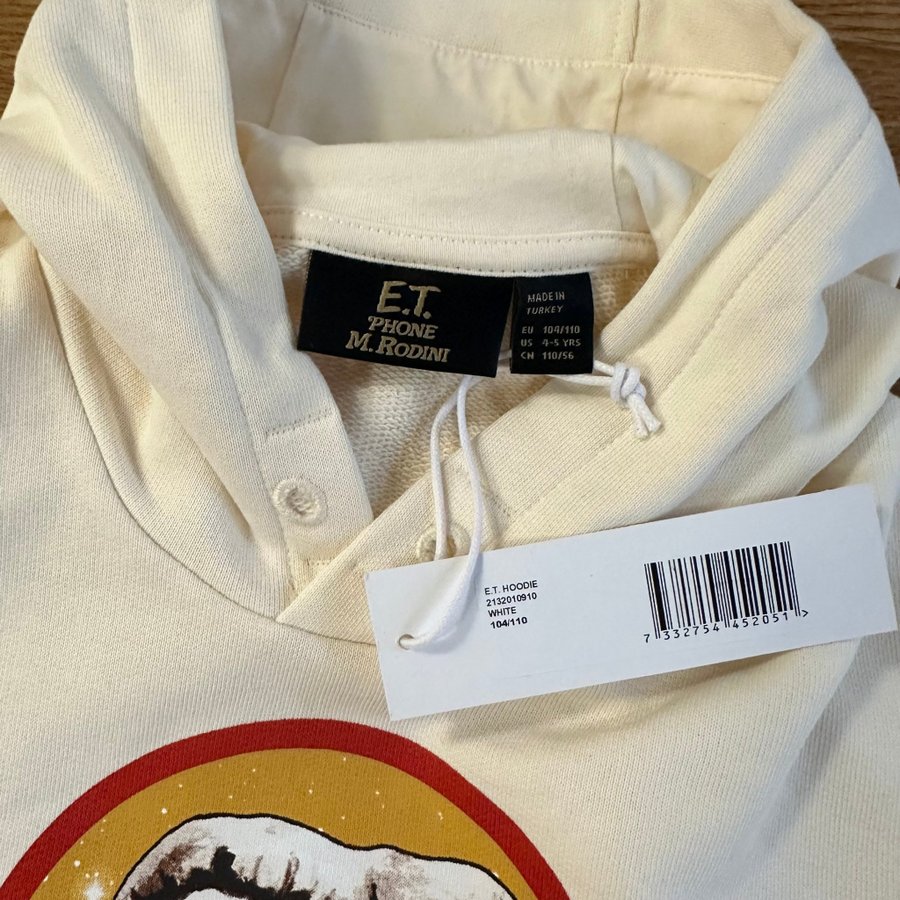 E.T.
PHONE
M. RODINI
MADE IN
TURKEY
EU 104/110
US 4-5 YRS
CN 110/56
E.T. HOODIE
2132010910
WHITE
104/110
7 332754 452051 >